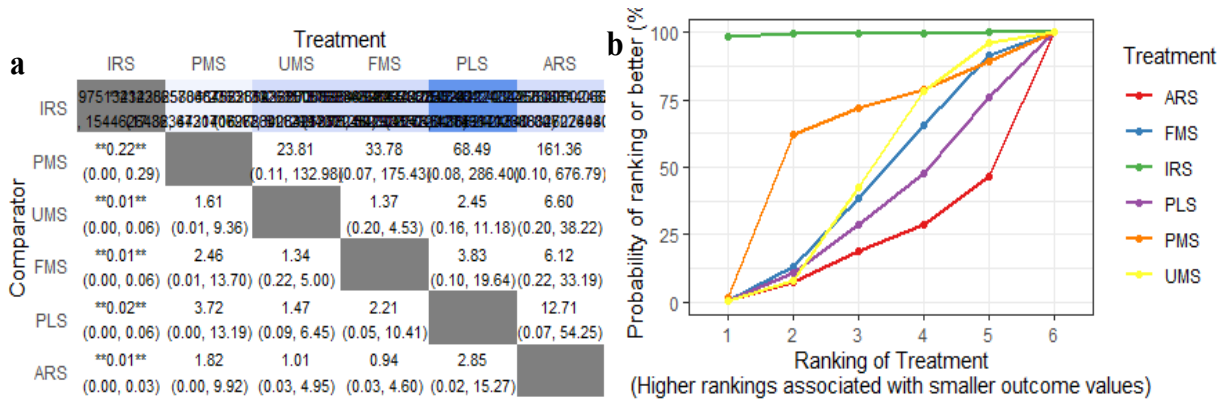 a
Treatment
IRS PMS UMS FMS PLS ARS
Comparator
IRS
PMS **0.22** 23.81 33.78 68.49 161.36
(0.00, 0.29) (0.11, 132.98) (0.07, 175.43) (0.08, 286.40) (0.10, 676.79)
UMS **0.01** 1.61 1.37 2.45 6.60
(0.00, 0.06) (0.01, 9.36) (0.20, 4.53) (0.16, 11.18) (0.20, 38.22)
FMS **0.01** 2.46 1.34 3.83 6.12
(0.00, 0.06) (0.01, 13.70) (0.22, 5.00) (0.10, 19.64) (0.22, 33.19)
PLS **0.02** 3.72 1.47 2.21 12.71
(0.00, 0.06) (0.00, 13.19) (0.09, 6.45) (0.05, 10.41) (0.07, 54.25)
ARS **0.01** 1.82 1.01 0.94 2.85
(0.00, 0.03) (0.00, 9.92) (0.03, 4.95) (0.03, 4.60) (0.02, 15.27)
b
Probability of ranking or better (%
100
75
50
25
0
1 2 3 4 5 6
Ranking of Treatment
(Higher rankings associated with smaller outcome values)
Treatment
ARS
FMS
IRS
PLS
PMS
UMS